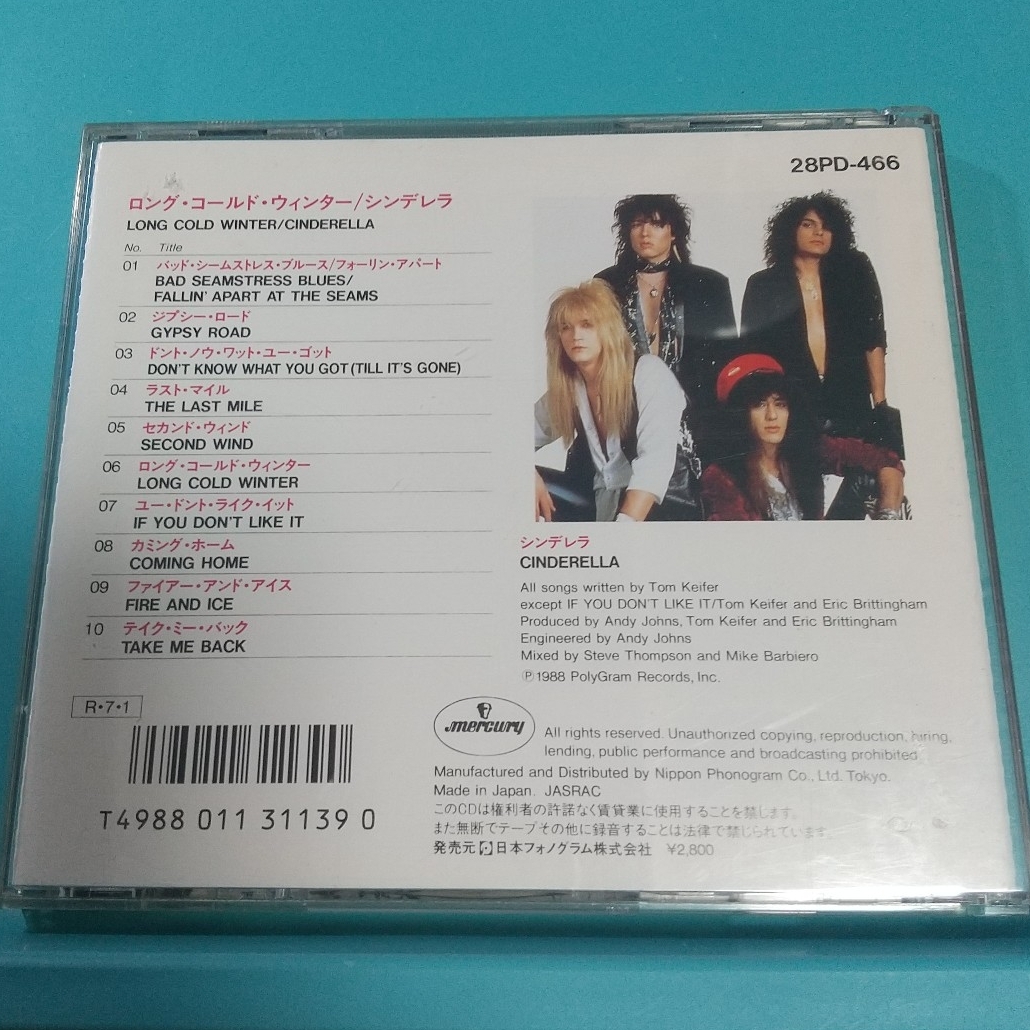 28PD-466
ロング・コールド・ウィンター/シンデレラ
LONG COLD WINTER/CINDERELLA
No. Title
01 バッド・シームストレス・ブルース/フォーリン・アパート
BAD SEAMSTRESS BLUES/
FALLIN' APART AT THE SEAMS
02 ジプシー・ロード
GYPSY ROAD
03 ドント・ノウ・ワット・ユー・ゴット
DON'T KNOW WHAT YOU GOT (TILL IT'S GONE)
04 ラスト・マイル
THE LAST MILE
05 セカンド・ウィンド
SECOND WIND
06 ロング・コールド・ウィンター
LONG COLD WINTER
07 ユー・ドント・ライク・イット
IF YOU DON'T LIKE IT
08 カミング・ホーム
COMING HOME
09 ファイアー・アンド・アイス
FIRE AND ICE
10 テイク・ミー・バック
TAKE ME BACK
シンデレラ
CINDERELLA
All songs written by Tom Keifer
except IF YOU DON'T LIKE IT/Tom Keifer and Eric Brittingham
Produced by Andy Johns, Tom Keifer and Eric Brittingham
Engineered by Andy Johns
Mixed by Steve Thompson and Mike Barbiero
Ⓟ1988 PolyGram Records, Inc.
R・7・1
T4988 011 31139 0
mercury
All rights reserved. Unauthorized copying, reproduction, hiring,
lending, public performance and broadcasting prohibited.
Manufactured and Distributed by Nippon Phonogram Co., Ltd. Tokyo.
Made in Japan. JASRAC
このCDは権利者の許諾なく賃貸業に使用することを禁じます。
また無断でテープその他に録音することは法律で禁じられています。
発売元 日本フォノグラム株式会社 ¥2,800